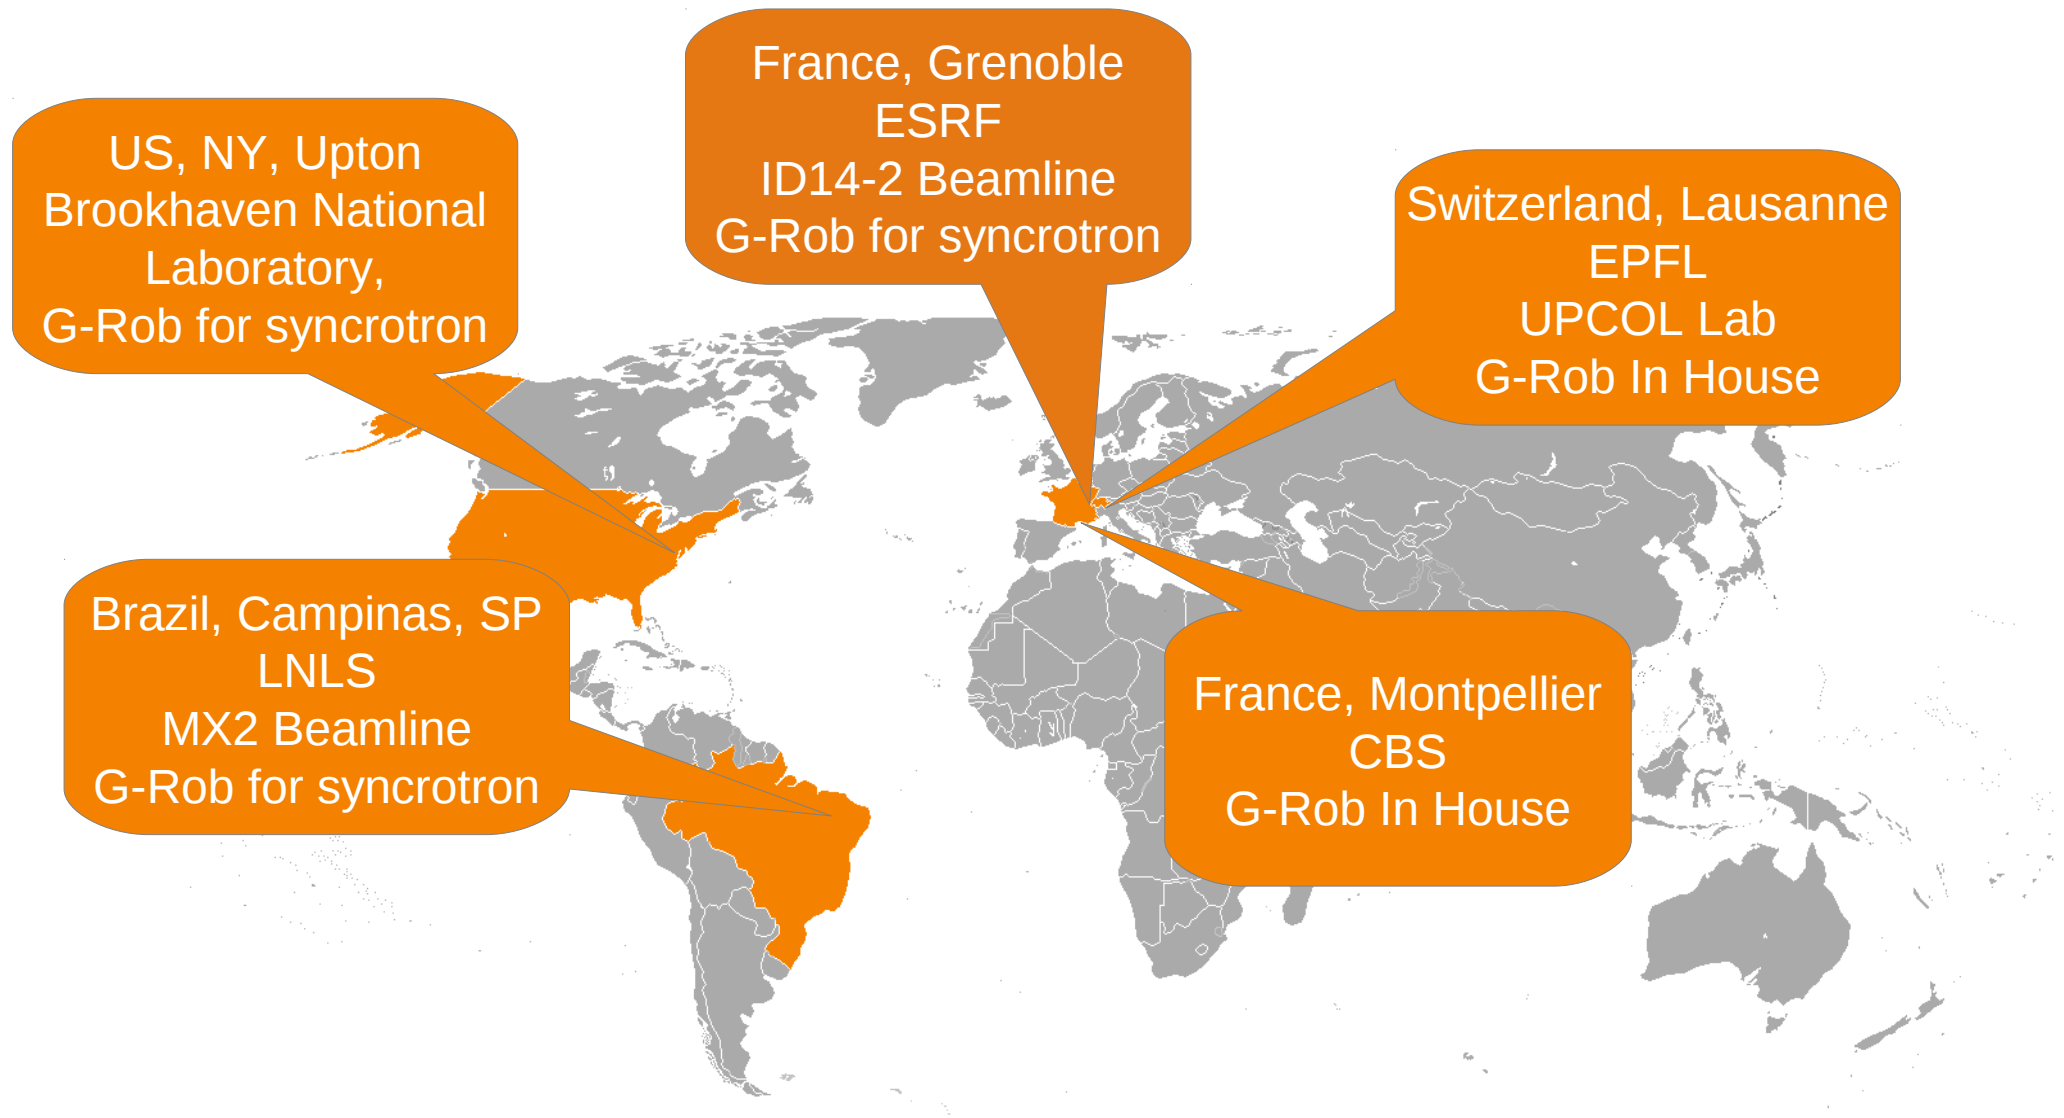 France, Grenoble
ESRF
ID14-2 Beamline
G-Rob for syncrotron
US, NY, Upton
Brookhaven National
Laboratory,
G-Rob for syncrotron
Switzerland, Lausanne
EPFL
UPCOL Lab
G-Rob In House
Brazil, Campinas, SP
LNLS
MX2 Beamline
G-Rob for syncrotron
France, Montpellier
CBS
G-Rob In House